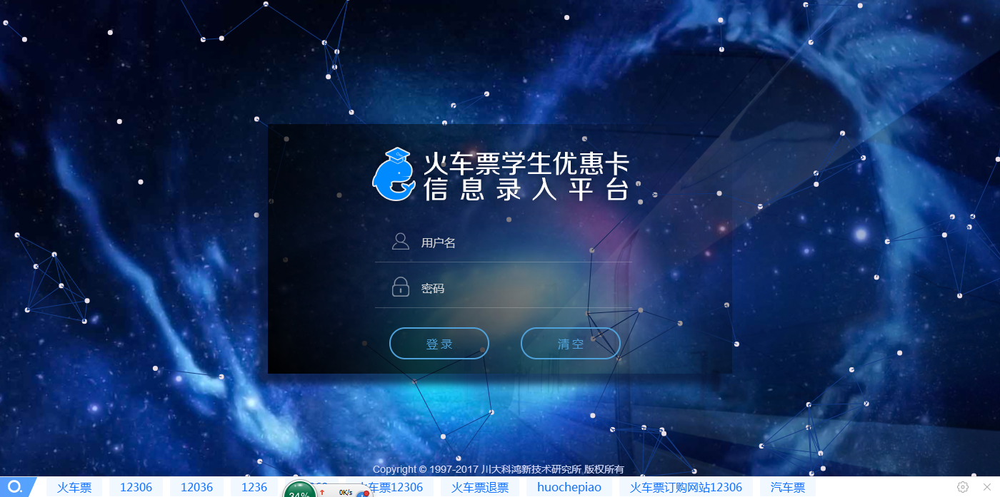 火车票学生优惠卡
信息录入平台
用户名
密码
登录
清空
Copyright © 1997-2017 川大科鸿新技术研究所 版权所有
火车票
12306
12036
1236
34%
0K/s
车票12306
火车票退票
huochepiao
火车票订购网站12306
汽车票